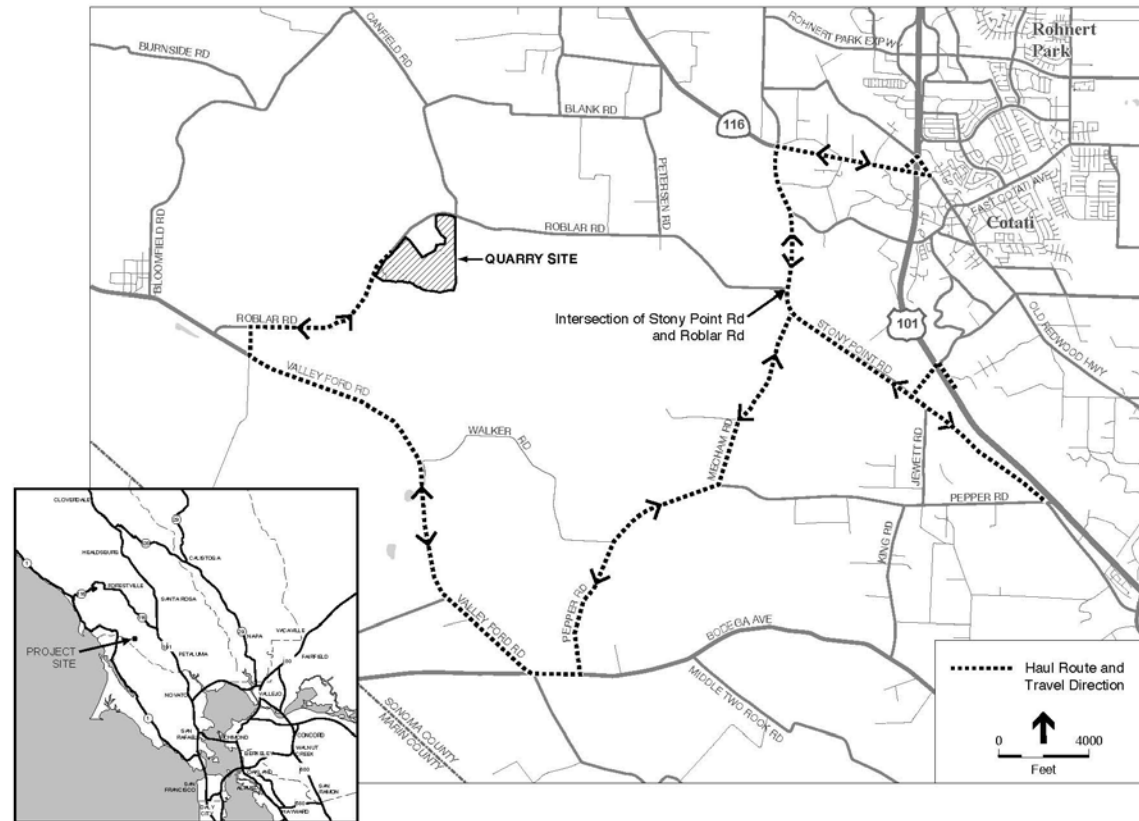 BURNSIDE RD
CANFIELD RD
ROHNERT PARK EXPWY
Rohnert
Park
BLANK RD
116
PETERSEN RD
EAST COTATI AVE
Cotati
BLOOMFIELD RD
ROBLAR RD
QUARRY SITE
Intersection of Stony Point Rd
and Roblar Rd
STONY POINT RD
101
OLD REDWOOD HWY
ROBLAR RD
VALLEY FORD RD
WALKER RD
MECHAM RD
JEWETT RD
PEPPER RD
KING RD
PEPPER RD
VALLEY FORD RD
BODEGA AVE
MIDDLE TWO ROCK RD
SONOMA COUNTY
MARIN COUNTY
Haul Route and
Travel Direction
0
4000
Feet
CLOVERDALE
HEALDSBURG
CALISTOGA
1
FORESTVILLE
SANTA ROSA
NAPA
VACAVILLE
FAIRFIELD
PROJECT
SITE
PETALUMA
NOVATO
VALLEJO
1
SAN
RAFAEL
RICHMOND
CONCORD
BERKELEY
WALNUT
CREEK
OAKLAND
SAN
FRANCISCO
DALY
CITY
HAYWARD
SAN
RAMON